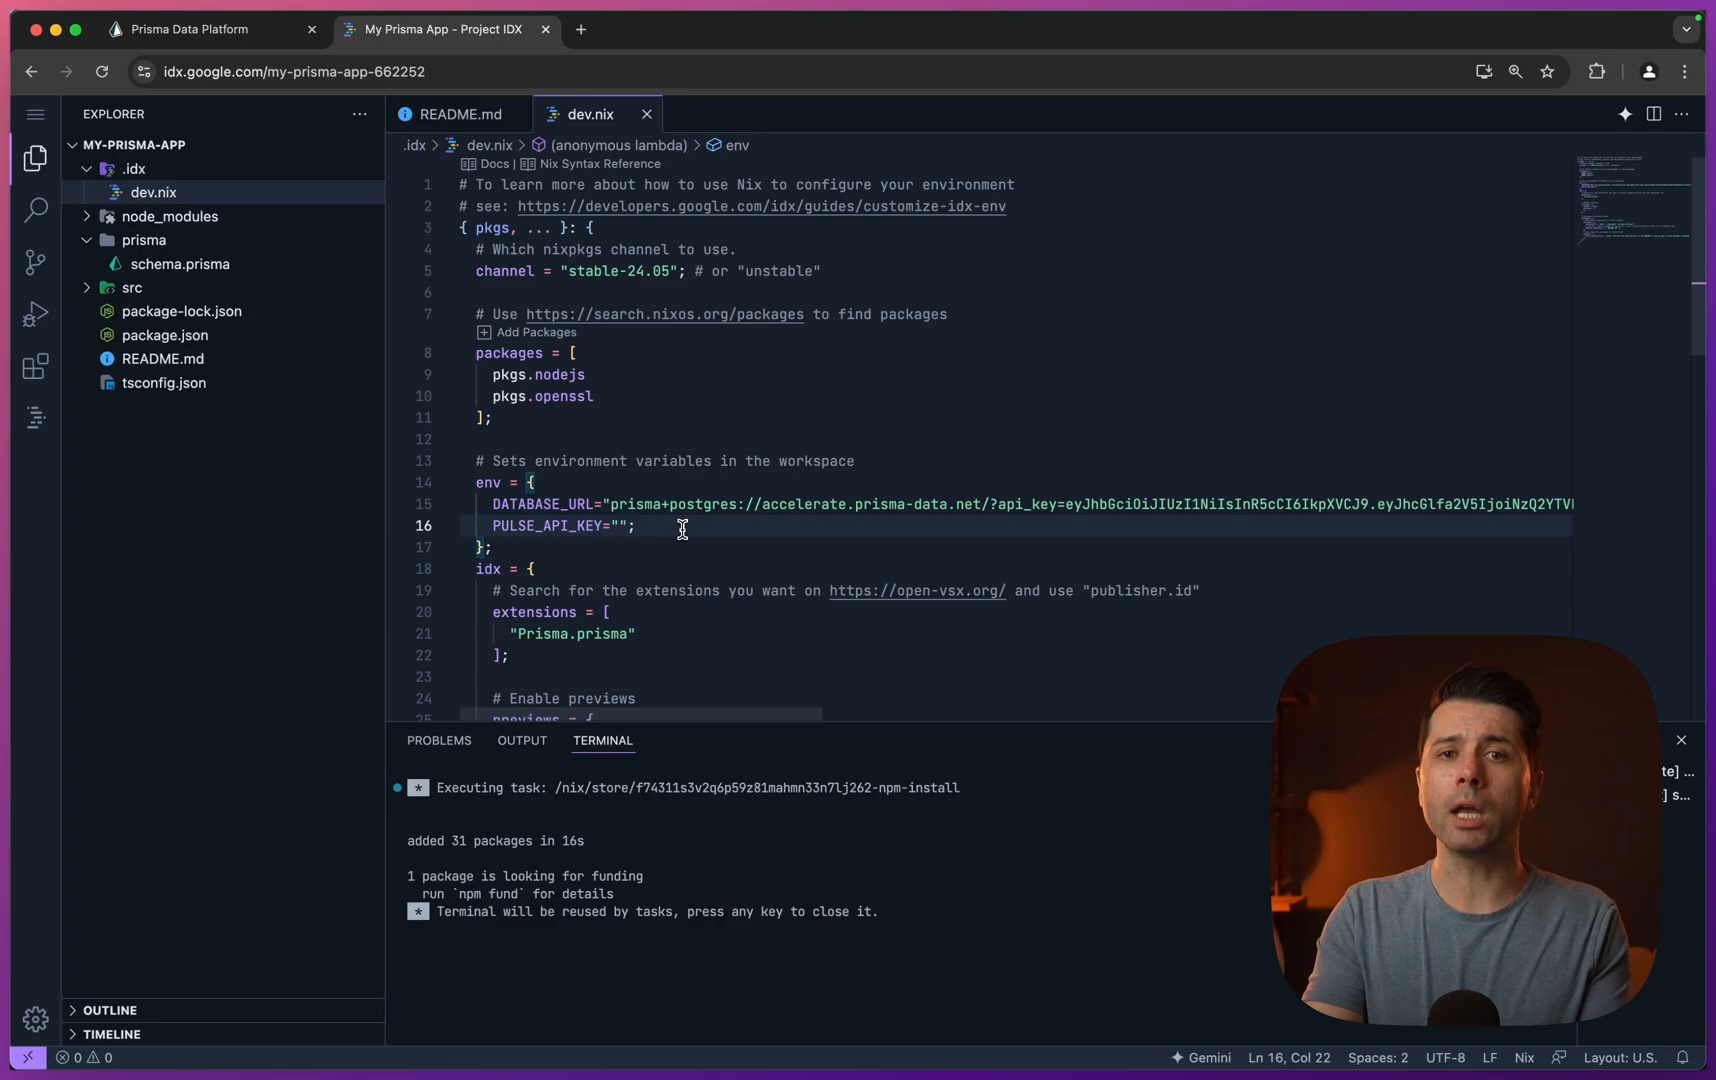 Prisma Data Platform
My Prisma App - Project IDX
idx.google.com/my-prisma-app-662252
EXPLORER
MY-PRISMA-APP
.idx
dev.nix
node_modules
prisma
schema.prisma
src
package-lock.json
package.json
README.md
tsconfig.json
OUTLINE
TIMELINE
README.md
dev.nix
.idx > dev.nix > (anonymous lambda) > env
Docs | Nix Syntax Reference
1 # To learn more about how to use Nix to configure your environment
2 # see: https://developers.google.com/idx/guides/customize-idx-env
3 { pkgs, ... }: {
4 # Which nixpkgs channel to use.
5 channel = "stable-24.05"; # or "unstable"
6
7 # Use https://search.nixos.org/packages to find packages
Add Packages
8 packages = [
9 pkgs.nodejs
10 pkgs.openssl
11 ];
12
13 # Sets environment variables in the workspace
14 env = {
15 DATABASE_URL="prisma+postgres://accelerate.prisma-data.net/?api_key=eyJhbGciOiJIUzI1NiIsInR5cCI6IkpXVCJ9.eyJhcGlfa2V5IjoiNzQ2YTV
16 PULSE_API_KEY="";
17 };
18 idx = {
19 # Search for the extensions you want on https://open-vsx.org/ and use "publisher.id"
20 extensions = [
21 "Prisma.prisma"
22 ];
23
24 # Enable previews
25 previews = {
PROBLEMS OUTPUT TERMINAL
* Executing task: /nix/store/f74311s3v2q6p59z81mahmn33n7lj262-npm-install
te] ...
] s...
added 31 packages in 16s
1 package is looking for funding
run `npm fund` for details
* Terminal will be reused by tasks, press any key to close it.
0 0
Gemini Ln 16, Col 22 Spaces: 2 UTF-8 LF Nix Layout: U.S.